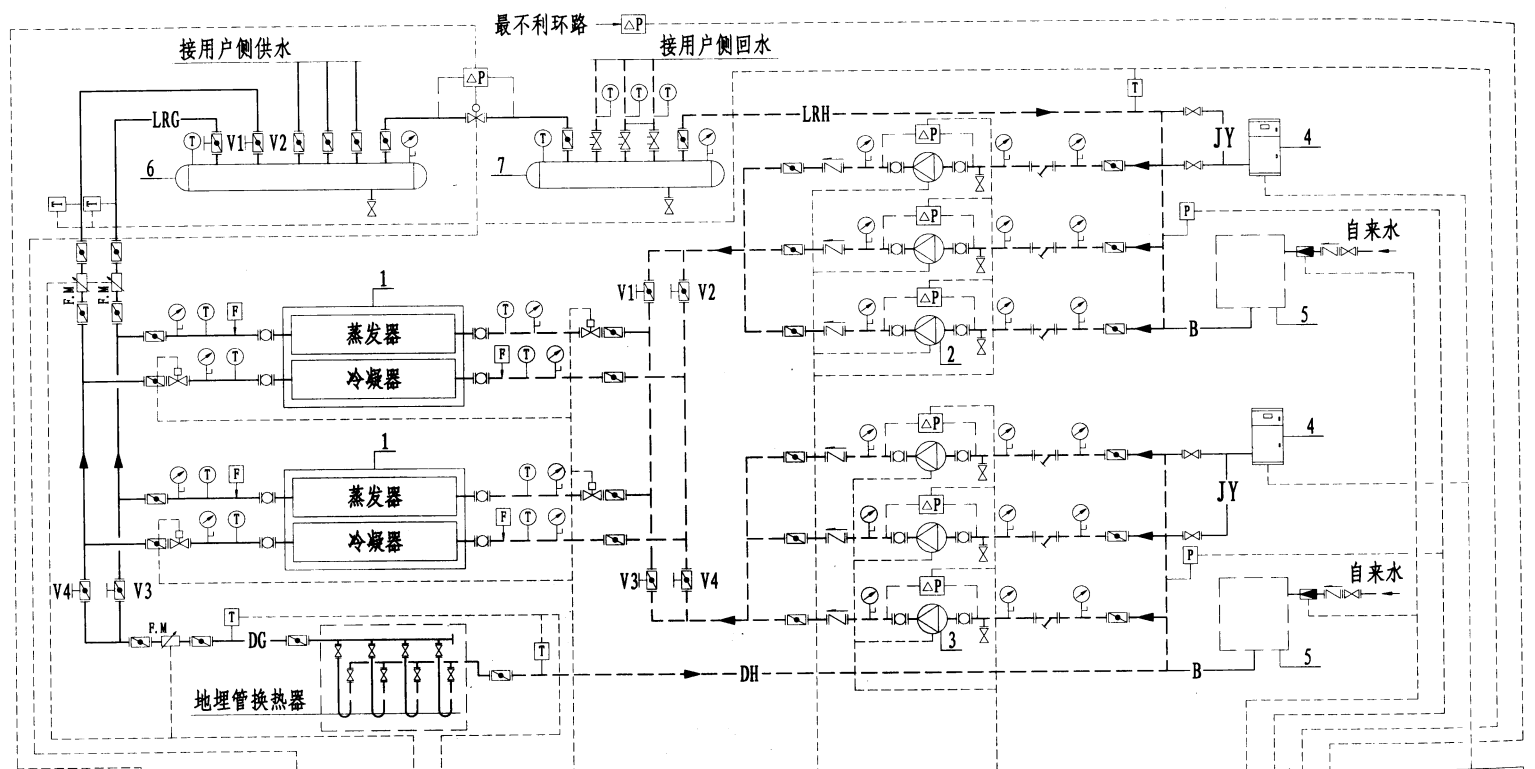 最不利环路 △P
接用户侧供水
接用户侧回水
△P
T
T T T
LRG
V1 V2
T
T
LRH
△P
JY
4
6
7
T T
P
△P
自来水
F.M F.M
1
V1 V2
△P
5
T F
蒸发器
T
B
2
T
冷凝器
F T
1
4
△P
T F
蒸发器
T
JY
△P
T
冷凝器
F T
P
V4 V3
V3 V4
△P
自来水
F.M
T
DG
T
3
5
DH
B
地埋管换热器